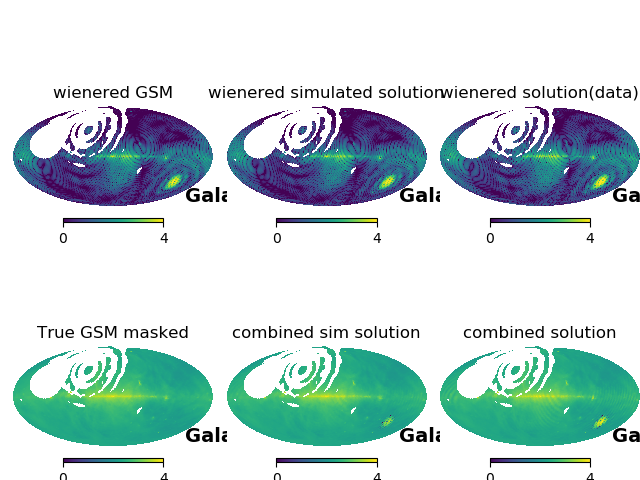 wienered GSM
wienered simulated solution
wienered solution(data)
Gala
Gala
Ga
0 4
0 4
0 4
True GSM masked
combined sim solution
combined solution
Gala
Gala
Ga
0 4
0 4
0 4